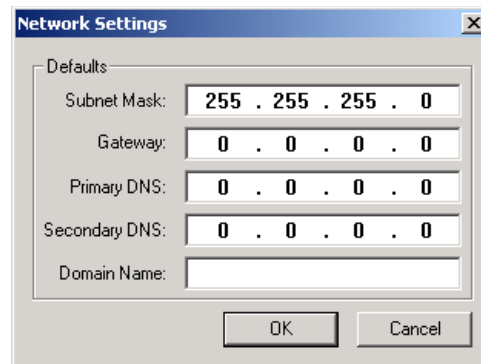 Network Settings
Defaults
Subnet Mask: 255 . 255 . 255 . 0
Gateway: 0 . 0 . 0 . 0
Primary DNS: 0 . 0 . 0 . 0
Secondary DNS: 0 . 0 . 0 . 0
Domain Name:
OK Cancel